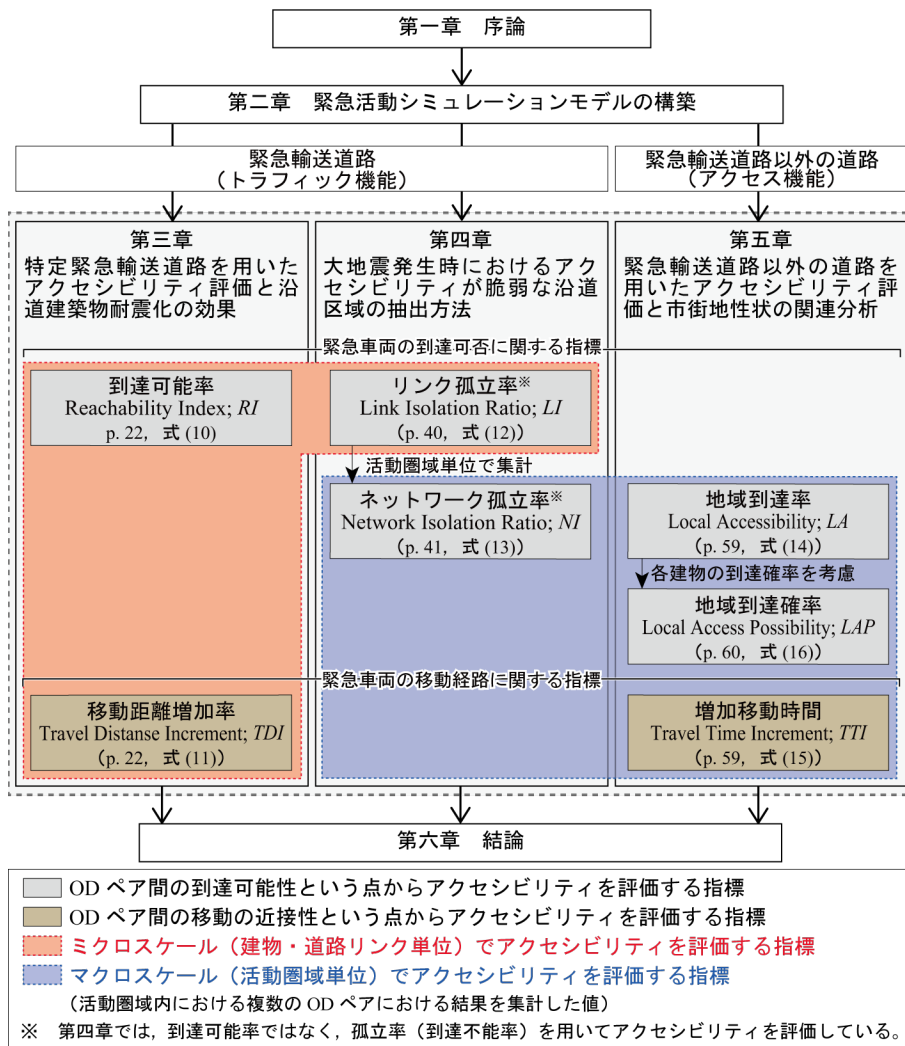 第一章 序論
第二章 緊急活動シミュレーションモデルの構築
緊急輸送道路
（トラフィック機能）
緊急輸送道路以外の道路
（アクセス機能）
第三章
特定緊急輸送道路を用いた
アクセシビリティ評価と沿
道建築物耐震化の効果
第四章
大地震発生時におけるアク
セシビリティが脆弱な沿道
区域の抽出方法
第五章
緊急輸送道路以外の道路を
用いたアクセシビリティ評
価と市街地性状の関連分析
緊急車両の到達可否に関する指標
到達可能率
Reachability Index; RI
p. 22, 式 (10)
リンク孤立率※
Link Isolation Ratio; LI
(p. 40, 式 (12))
活動圏域単位で集計
ネットワーク孤立率※
Network Isolation Ratio; NI
(p. 41, 式 (13))
地域到達率
Local Accessibility; LA
(p. 59, 式 (14))
各建物の到達確率を考慮
地域到達確率
Local Access Possibility; LAP
(p. 60, 式 (16))
緊急車両の移動経路に関する指標
移動距離増加率
Travel Distanse Increment; TDI
(p. 22, 式 (11))
増加移動時間
Travel Time Increment; TTI
(p. 59, 式 (15))
第六章 結論
OD ペア間の到達可能性という点からアクセシビリティを評価する指標
OD ペア間の移動の近接性という点からアクセシビリティを評価する指標
ミクロスケール（建物・道路リンク単位）でアクセシビリティを評価する指標
マクロスケール（活動圏域単位）でアクセシビリティを評価する指標
（活動圏域内における複数の OD ペアにおける結果を集計した値）
※ 第四章では，到達可能率ではなく，孤立率（到達不能率）を用いてアクセシビリティを評価している。